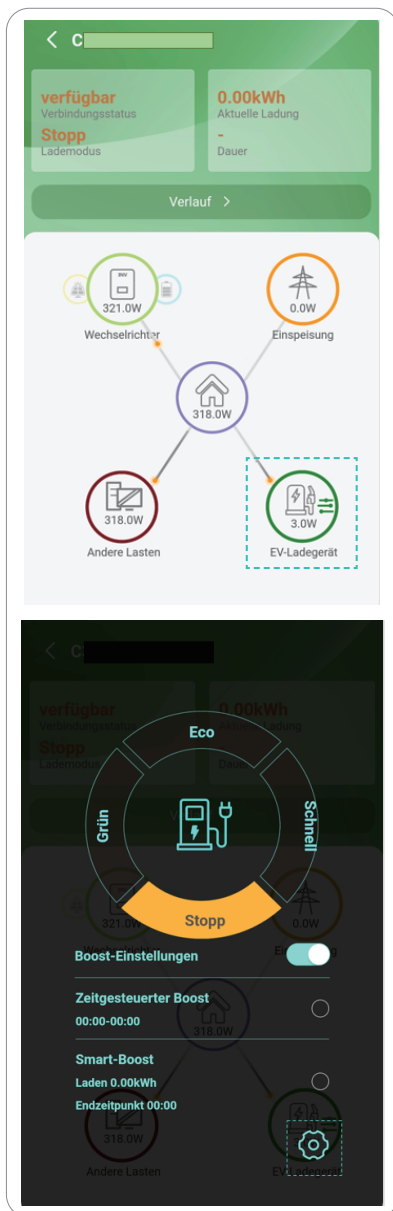 C
verfügbar
Verbindungsstatus
Stopp
Lademodus
0.00kWh
Aktuelle Ladung
-
Dauer
Verlauf >
INV
321.0W
Wechselrichter
0.0W
Einspeisung
318.0W
318.0W
Andere Lasten
3.0W
EV-Ladegerät
C
verfügbar
Verbindungsstatus
Stopp
Lademodus
0.00kWh
Aktuelle Ladung
Dauer
Eco
Grün
Schnell
Stopp
321.0W
0.0W
Boost-Einstellungen
Zeitgesteuerter Boost
00:00-00:00
318.0W
Smart-Boost
Laden 0.00kWh
Endzeitpunkt 00:00
318.0W
Andere Lasten
EV-Ladegerät